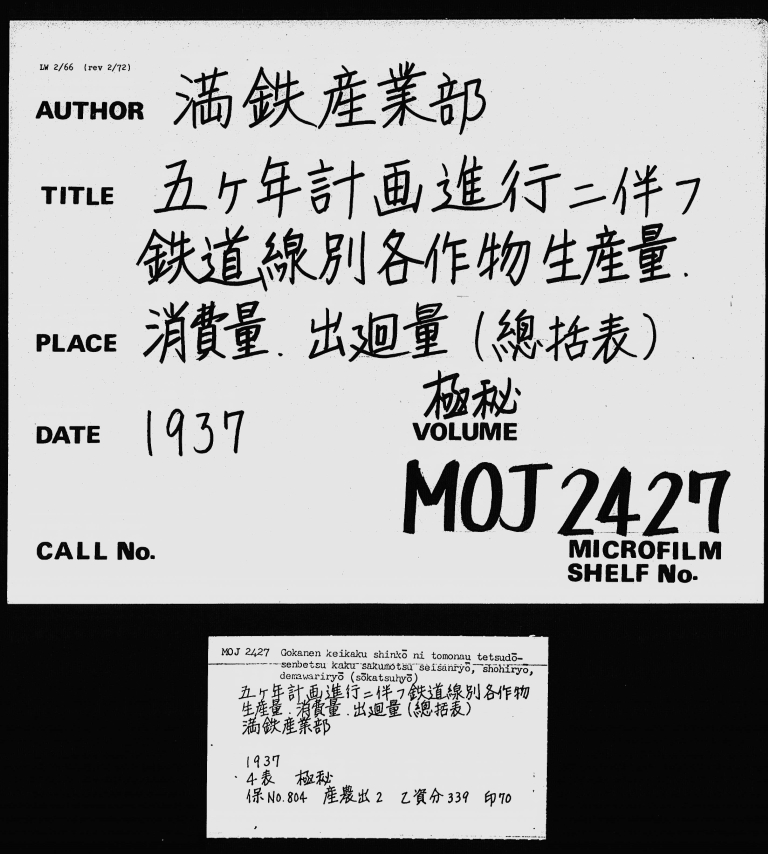 LW 2/66 (rev 2/72)
AUTHOR 満鉄産業部
TITLE 五ヶ年計画進行ニ伴フ
鉄道線別各作物生産量.
PLACE 消費量. 出廻量 (總括表)
極秘
DATE 1937
VOLUME
MOJ 2427
CALL No.
MICROFILM
SHELF No.
MOJ 2427 Gokanen keikaku shinkō ni tomonau tetsudō-
senbetsu kaku sakumotsu seisanryō, shōhiryō,
demawariryō (sōkatsuhyō)
五ヶ年計画進行ニ伴フ鉄道線別各作物
生産量. 消費量. 出廻量 (總括表)
満鉄産業部
1937
4表 極秘
保No.804 産農出2 乙資分339 印70